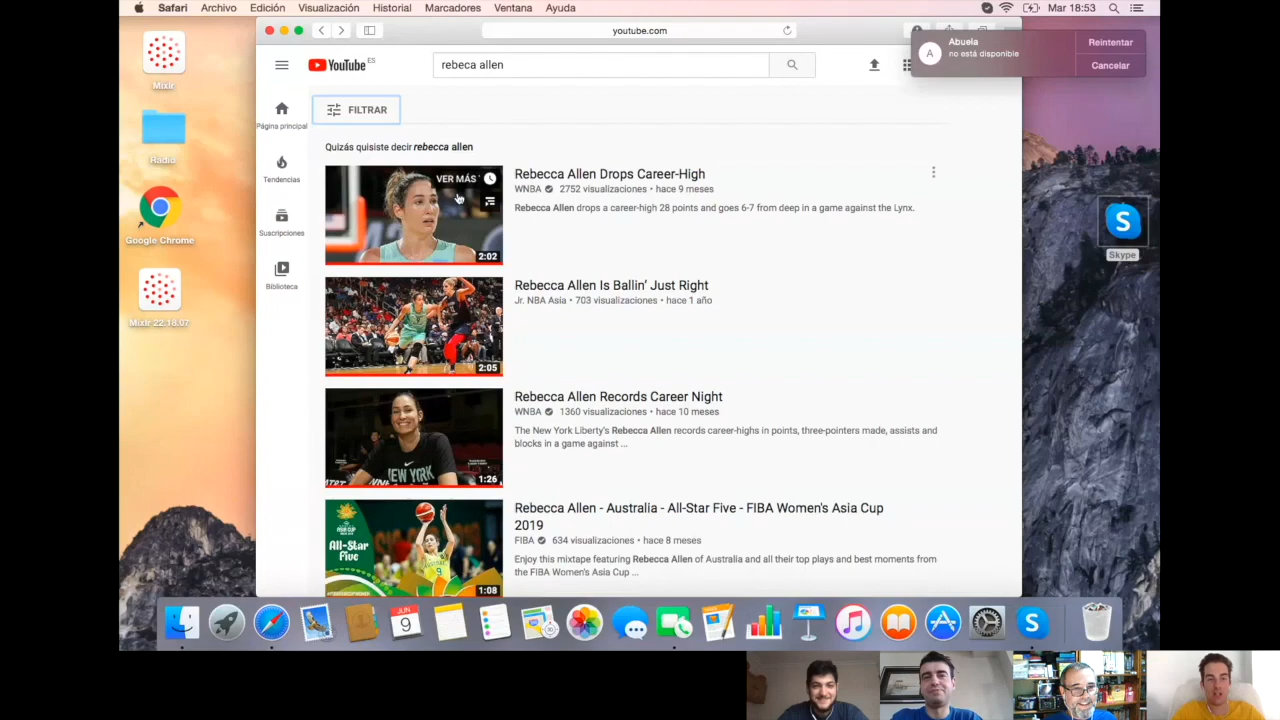 Safari Archivo Edición Visualización Historial Marcadores Ventana Ayuda
Mar 18:53
youtube.com
Abuela
no está disponible
Reintentar
Cancelar
A
YouTube ES
rebeca allen
FILTRAR
Página principal
Tendencias
Suscripciones
Biblioteca
Quizás quisiste decir rebecca allen
VER MÁS
2:02
Rebecca Allen Drops Career-High
WNBA 2752 visualizaciones • hace 9 meses
Rebecca Allen drops a career-high 28 points and goes 6-7 from deep in a game against the Lynx.
2:05
Rebecca Allen Is Ballin' Just Right
Jr. NBA Asia • 703 visualizaciones • hace 1 año
NEW YORK
1:26
Rebecca Allen Records Career Night
WNBA 1360 visualizaciones • hace 10 meses
The New York Liberty's Rebecca Allen records career-highs in points, three-pointers made, assists and
blocks in a game against ...
All-Star
Five
1:08
Rebecca Allen - Australia - All-Star Five - FIBA Women's Asia Cup
2019
FIBA 634 visualizaciones • hace 8 meses
Enjoy this mixtape featuring Rebecca Allen of Australia and all their top plays and best moments from
the FIBA Women's Asia Cup ...
Mixlr
Radio
Google Chrome
Mixlr 22.18.07
Skype
JUN
9